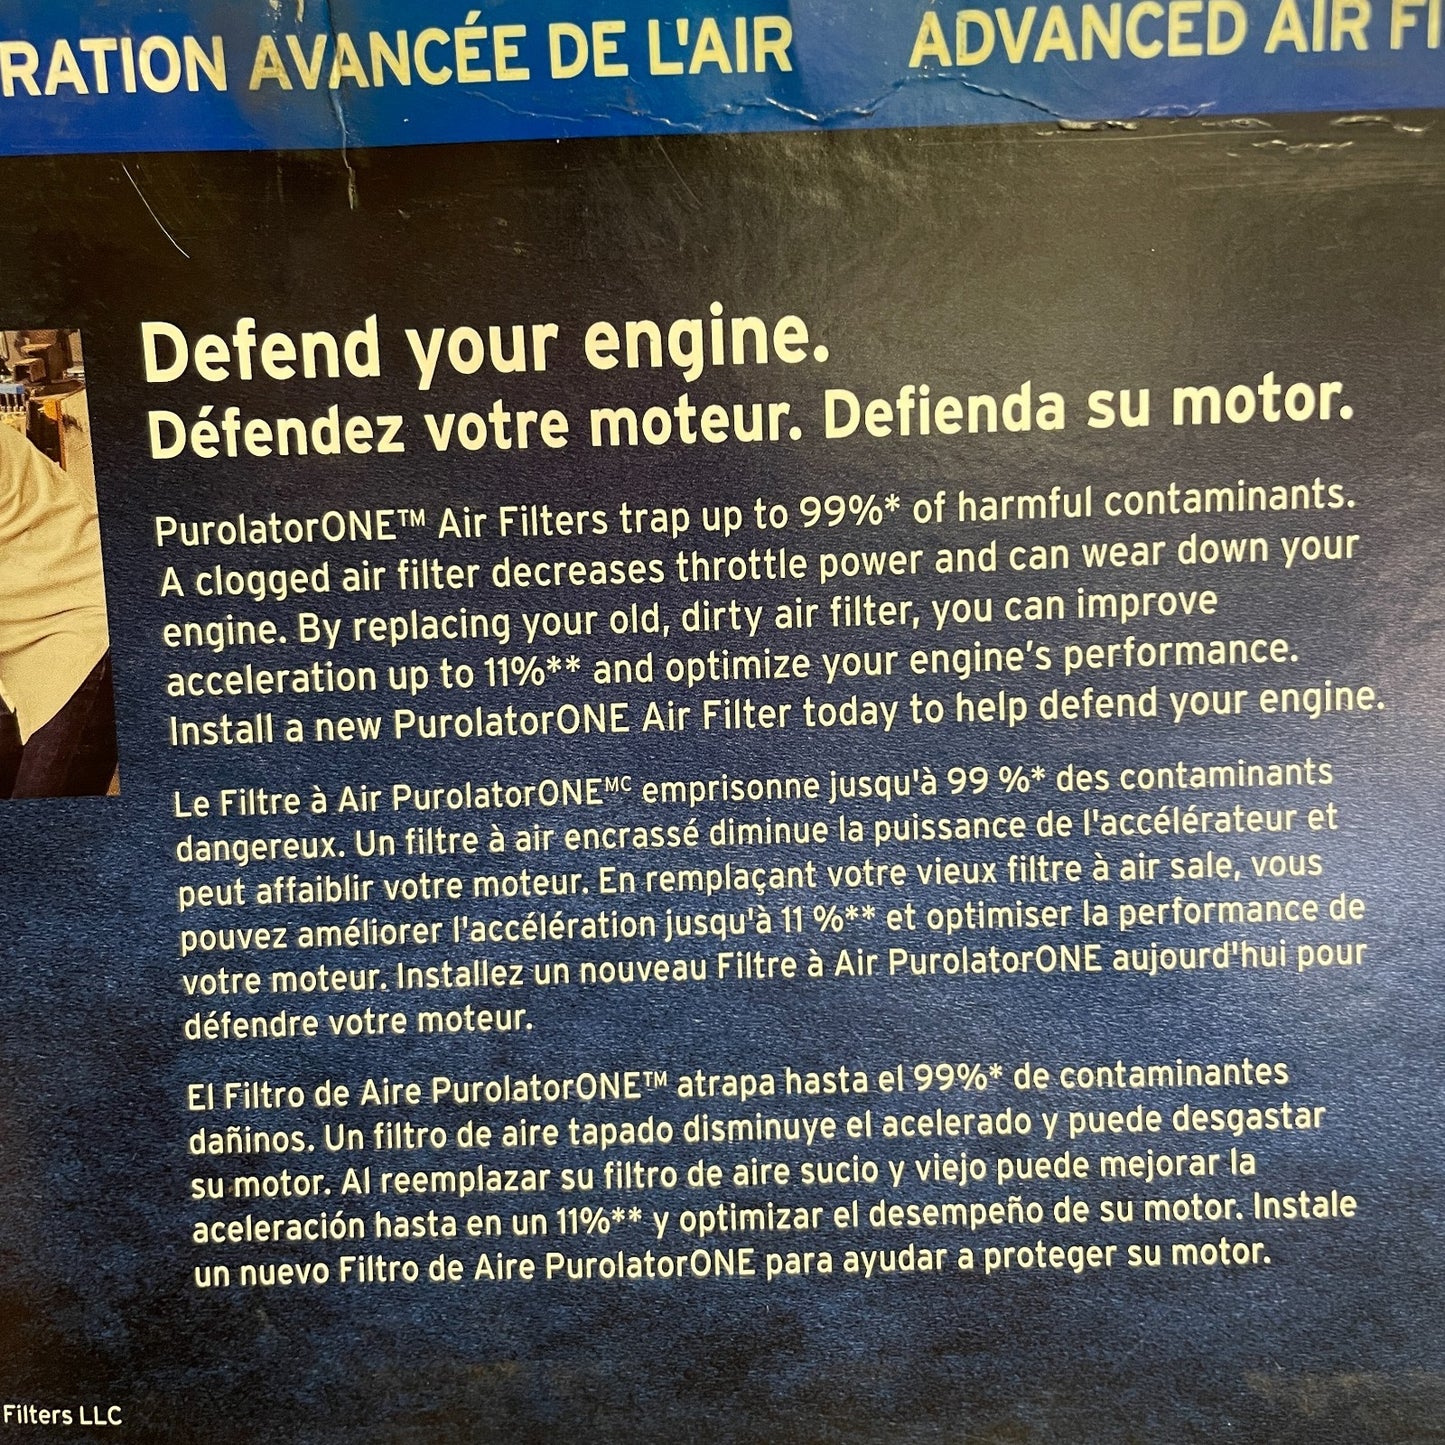 RATION AVANCÉE DE L'AIR ADVANCED AIR FI
Defend your engine.
Défendez votre moteur. Defienda su motor.
PurolatorONE™ Air Filters trap up to 99%* of harmful contaminants.
A clogged air filter decreases throttle power and can wear down your
engine. By replacing your old, dirty air filter, you can improve
acceleration up to 11%** and optimize your engine’s performance.
Install a new PurolatorONE Air Filter today to help defend your engine.
Le Filtre à Air PurolatorONEᴹᶜ emprisonne jusqu'à 99 %* des contaminants
dangereux. Un filtre à air encrassé diminue la puissance de l'accélérateur et
peut affaiblir votre moteur. En remplaçant votre vieux filtre à air sale, vous
pouvez améliorer l'accélération jusqu'à 11 %** et optimiser la performance de
votre moteur. Installez un nouveau Filtre à Air PurolatorONE aujourd'hui pour
défendre votre moteur.
El Filtro de Aire PurolatorONE™ atrapa hasta el 99%* de contaminantes
dañinos. Un filtro de aire tapado disminuye el acelerado y puede desgastar
su motor. Al reemplazar su filtro de aire sucio y viejo puede mejorar la
aceleración hasta en un 11%** y optimizar el desempeño de su motor. Instale
un nuevo Filtro de Aire PurolatorONE para ayudar a proteger su motor.
Filters LLC